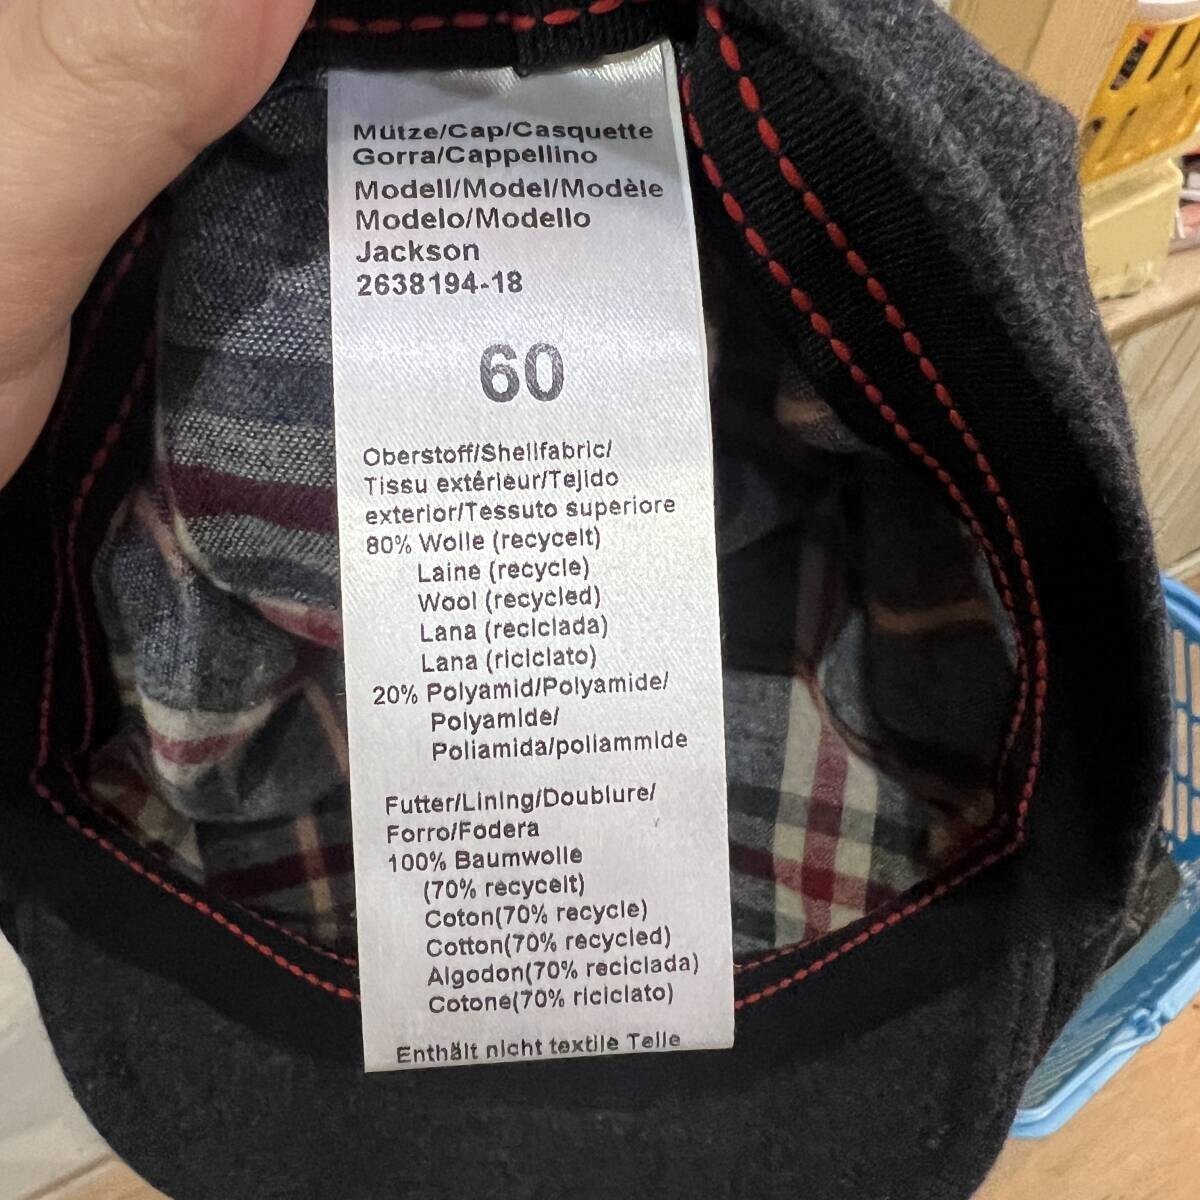 Mütze/Cap/Casquette
Gorra/Cappellino
Modell/Model/Modèle
Modelo/Modello
Jackson
2638194-18
60
Oberstoff/Shellfabric/
Tissu extérieur/Tejido
exterior/Tessuto superiore
80% Wolle (recycelt)
Laine (recycle)
Wool (recycled)
Lana (reciclada)
Lana (riciclato)
20% Polyamid/Polyamide/
Polyamide/
Poliamida/poliammide
Futter/Lining/Doublure/
Forro/Fodera
100% Baumwolle
(70% recycelt)
Coton(70% recycle)
Cotton(70% recycled)
Algodon(70% reciclada)
Cotone(70% riciclato)
Enthält nicht textile Teile